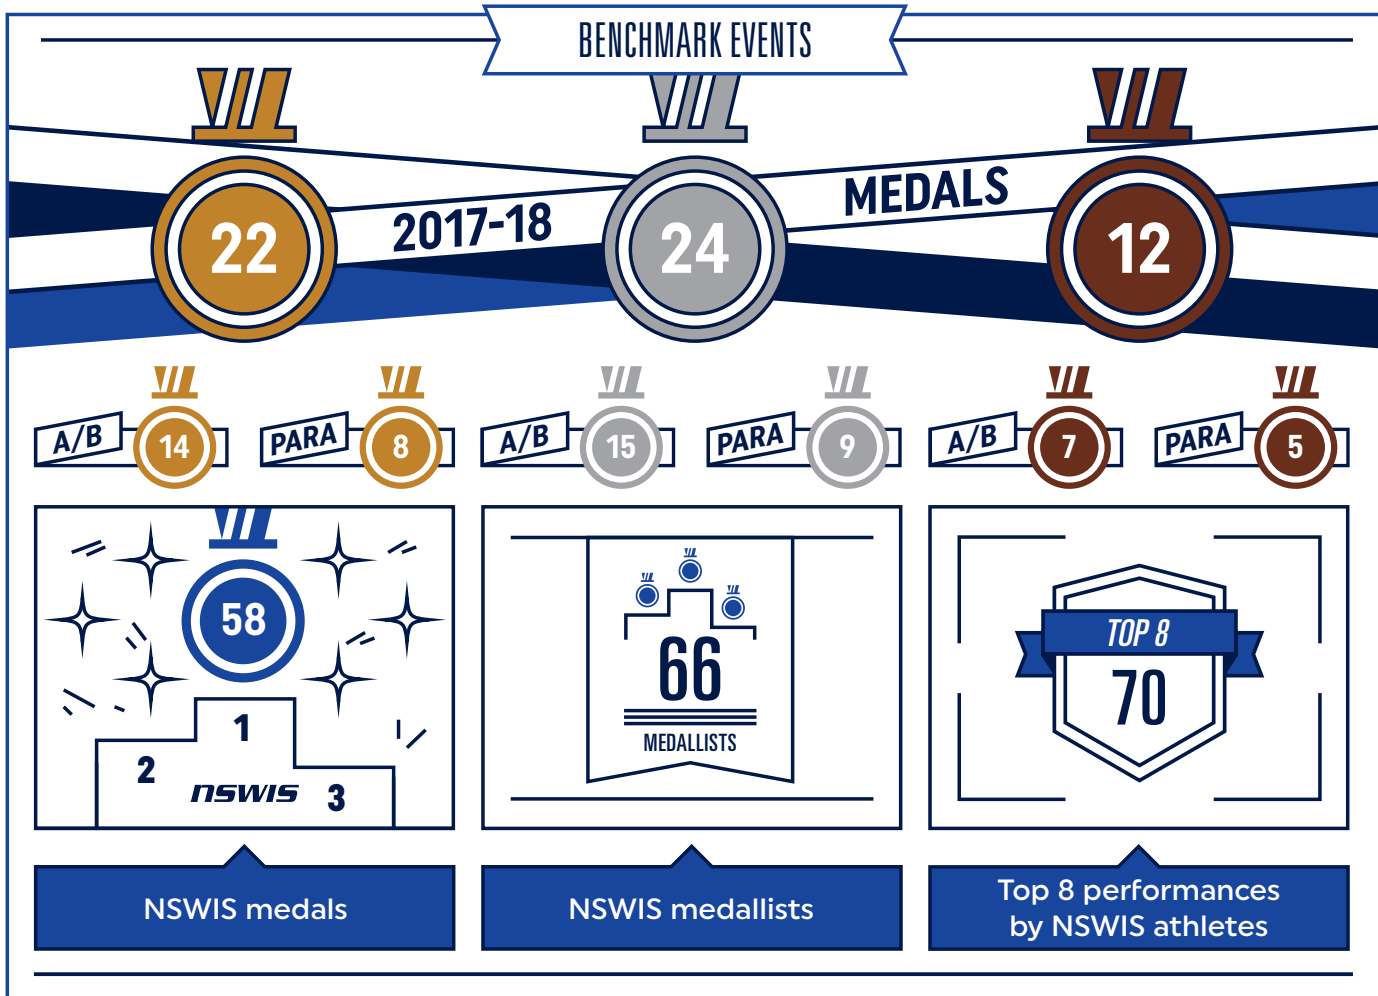 BENCHMARK EVENTS
2017-18 MEDALS
22 24 12
A/B 14 PARA 8 A/B 15 PARA 9 A/B 7 PARA 5
58
1
2
3
nswis
66
MEDALLISTS
TOP 8
70
NSWIS medals
NSWIS medallists
Top 8 performances
by NSWIS athletes